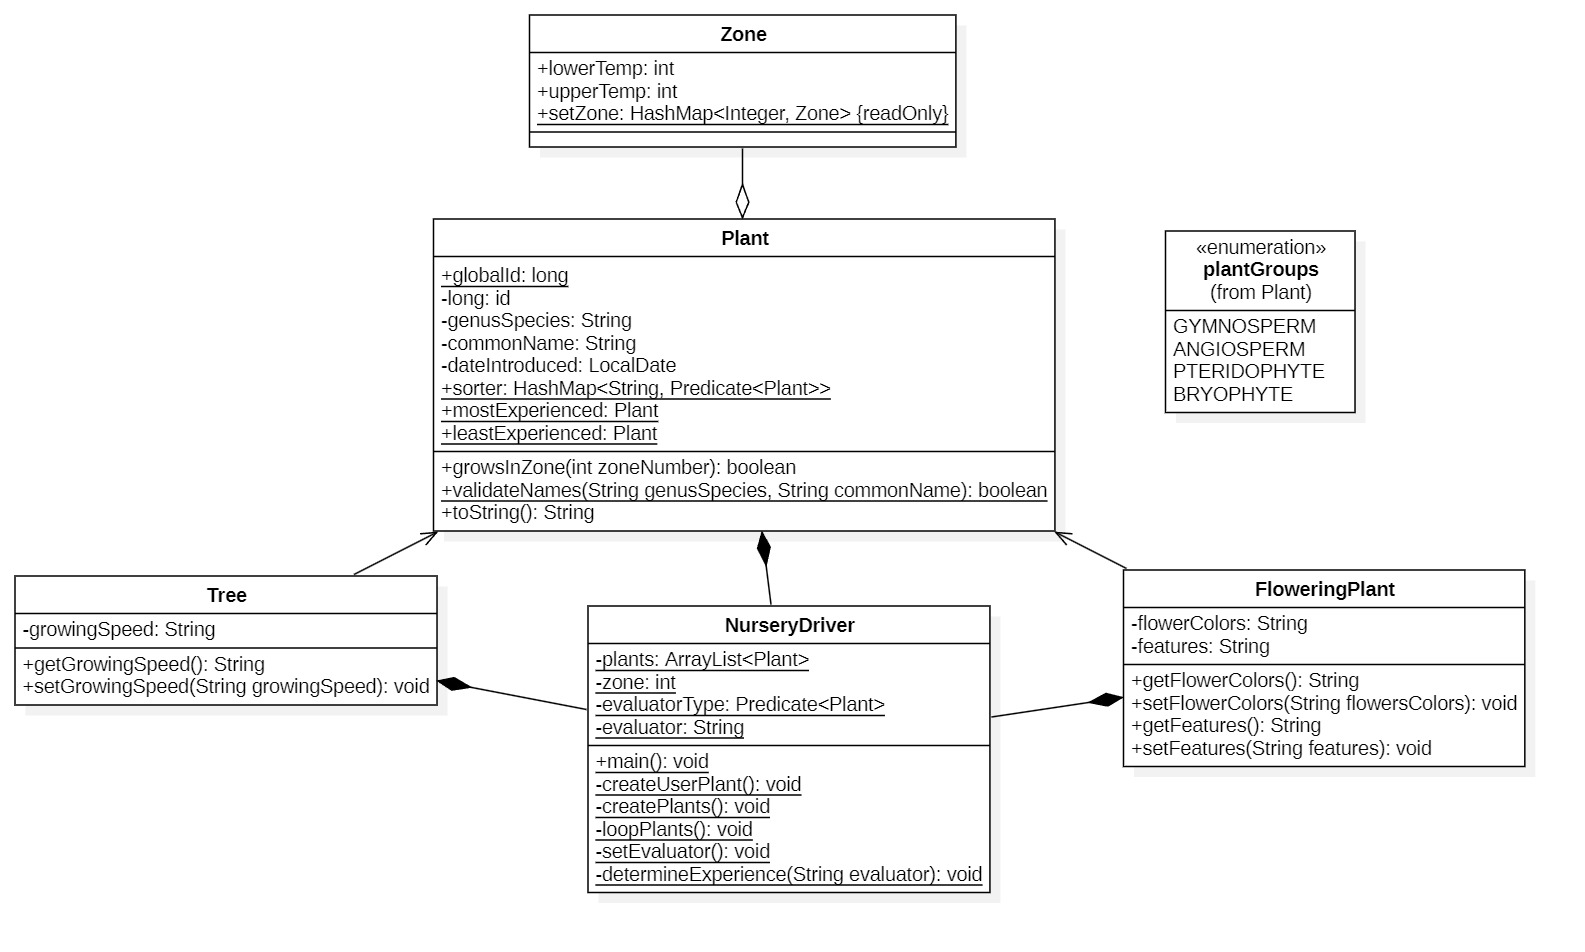 Zone
+lowerTemp: int
+upperTemp: int
+setZone: HashMap<Integer, Zone> {readOnly}
Plant
+globalId: long
-long: id
-genusSpecies: String
-commonName: String
-dateIntroduced: LocalDate
+sorter: HashMap<String, Predicate<Plant>>
+mostExperienced: Plant
+leastExperienced: Plant
+growsInZone(int zoneNumber): boolean
+validateNames(String genusSpecies, String commonName): boolean
+toString(): String
«enumeration»
plantGroups
(from Plant)
GYMNOSPERM
ANGIOSPERM
PTERIDOPHYTE
BRYOPHYTE
Tree
-growingSpeed: String
+getGrowingSpeed(): String
+setGrowingSpeed(String growingSpeed): void
NurseryDriver
-plants: ArrayList<Plant>
-zone: int
-evaluatorType: Predicate<Plant>
-evaluator: String
+main(): void
-createUserPlant(): void
-createPlants(): void
-loopPlants(): void
-setEvaluator(): void
-determineExperience(String evaluator): void
FloweringPlant
-flowerColors: String
-features: String
+getFlowerColors(): String
+setFlowerColors(String flowersColors): void
+getFeatures(): String
+setFeatures(String features): void